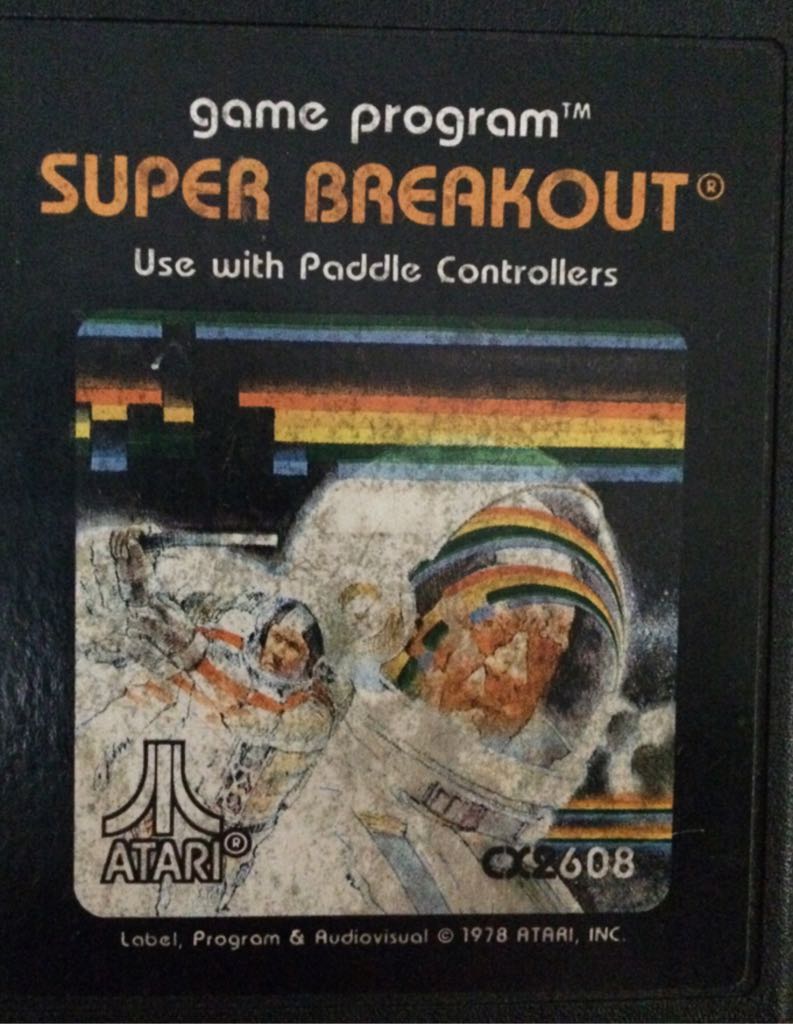 game program™
SUPER BREAKOUT®
Use with Paddle Controllers
ATARI®
CX2608
Label, Program & Audiovisual © 1978 ATARI, INC.